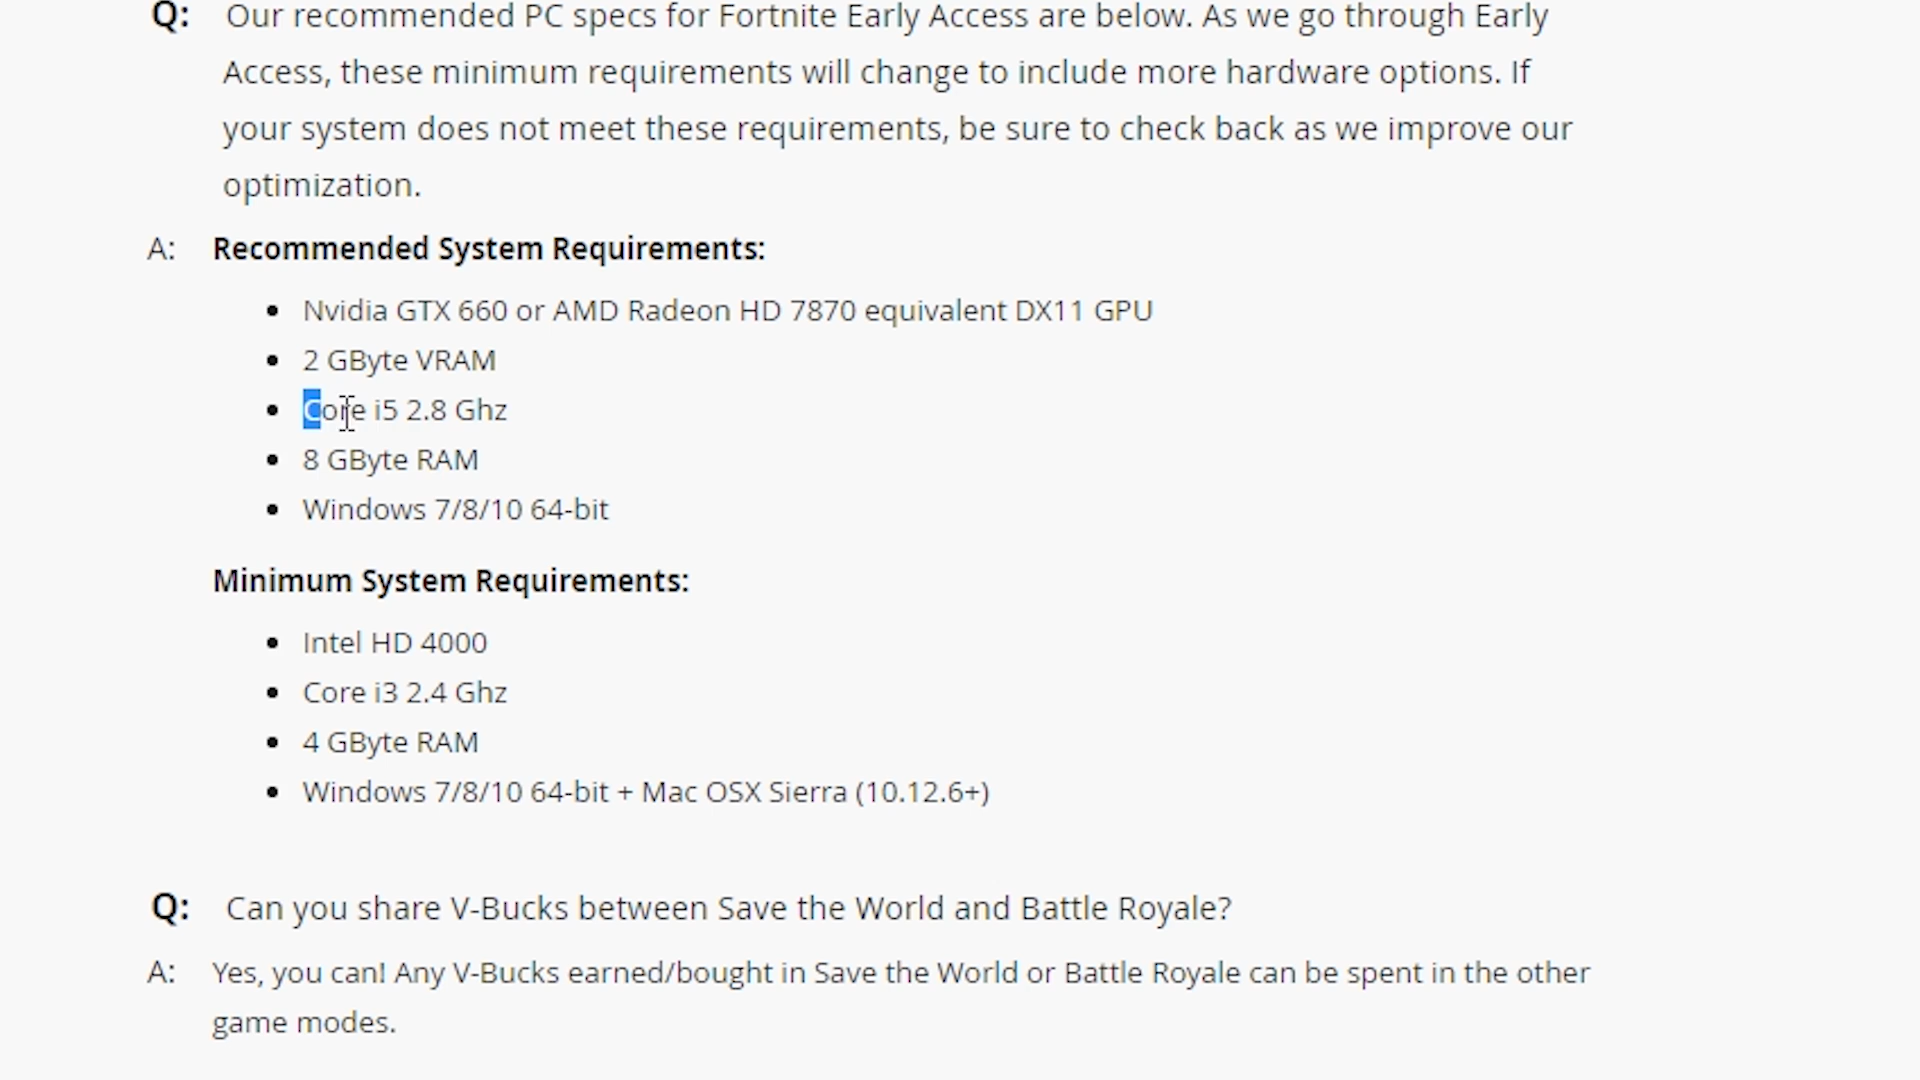 Q: Our recommended PC specs for Fortnite Early Access are below. As we go through Early
Access, these minimum requirements will change to include more hardware options. If
your system does not meet these requirements, be sure to check back as we improve our
optimization.
A: Recommended System Requirements:
• Nvidia GTX 660 or AMD Radeon HD 7870 equivalent DX11 GPU
• 2 GByte VRAM
• Core i5 2.8 Ghz
• 8 GByte RAM
• Windows 7/8/10 64-bit
Minimum System Requirements:
• Intel HD 4000
• Core i3 2.4 Ghz
• 4 GByte RAM
• Windows 7/8/10 64-bit + Mac OSX Sierra (10.12.6+)
Q: Can you share V-Bucks between Save the World and Battle Royale?
A: Yes, you can! Any V-Bucks earned/bought in Save the World or Battle Royale can be spent in the other
game modes.